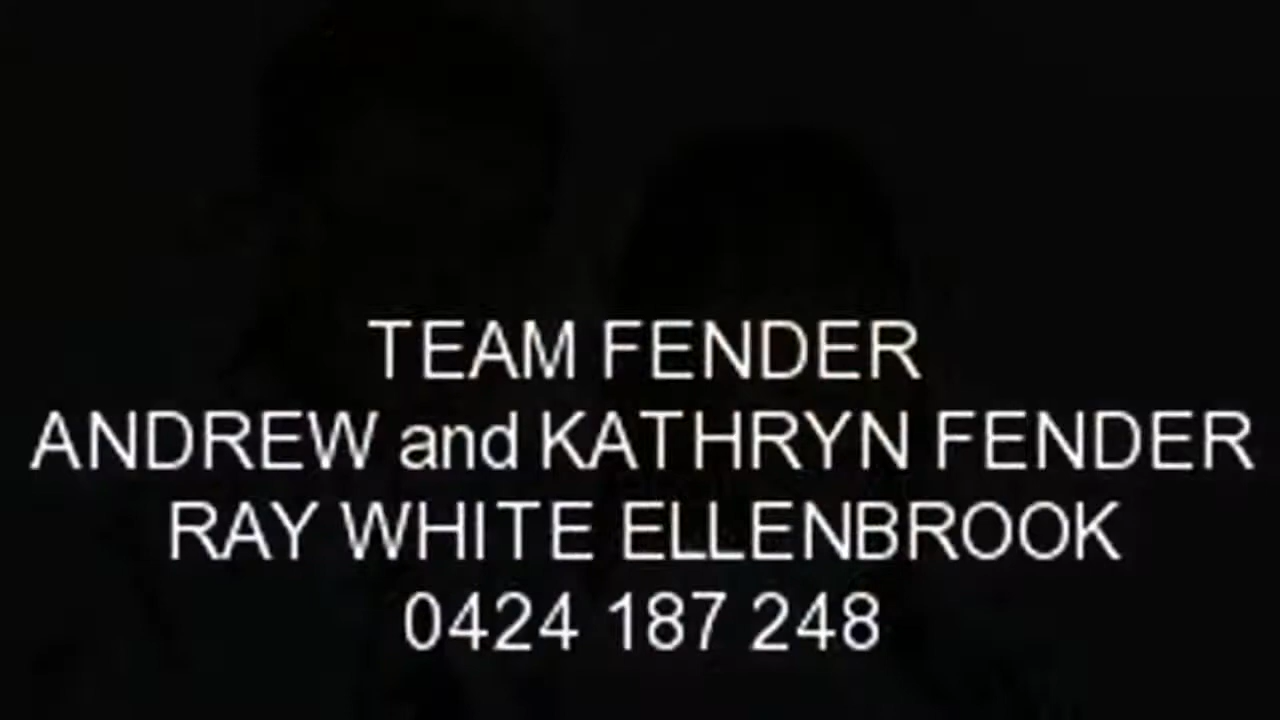 TEAM FENDER
ANDREW and KATHRYN FENDER
RAY WHITE ELLENBROOK
0424 187 248